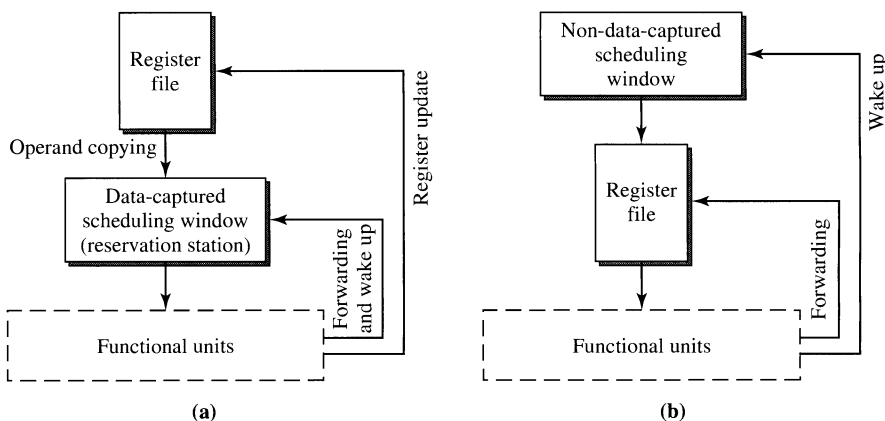 Register
file
Operand copying
Data-captured
scheduling window
(reservation station)
Forwarding
and wake up
Register update
Functional units
(a)
Non-data-captured
scheduling
window
Register
file
Forwarding
Wake up
Functional units
(b)